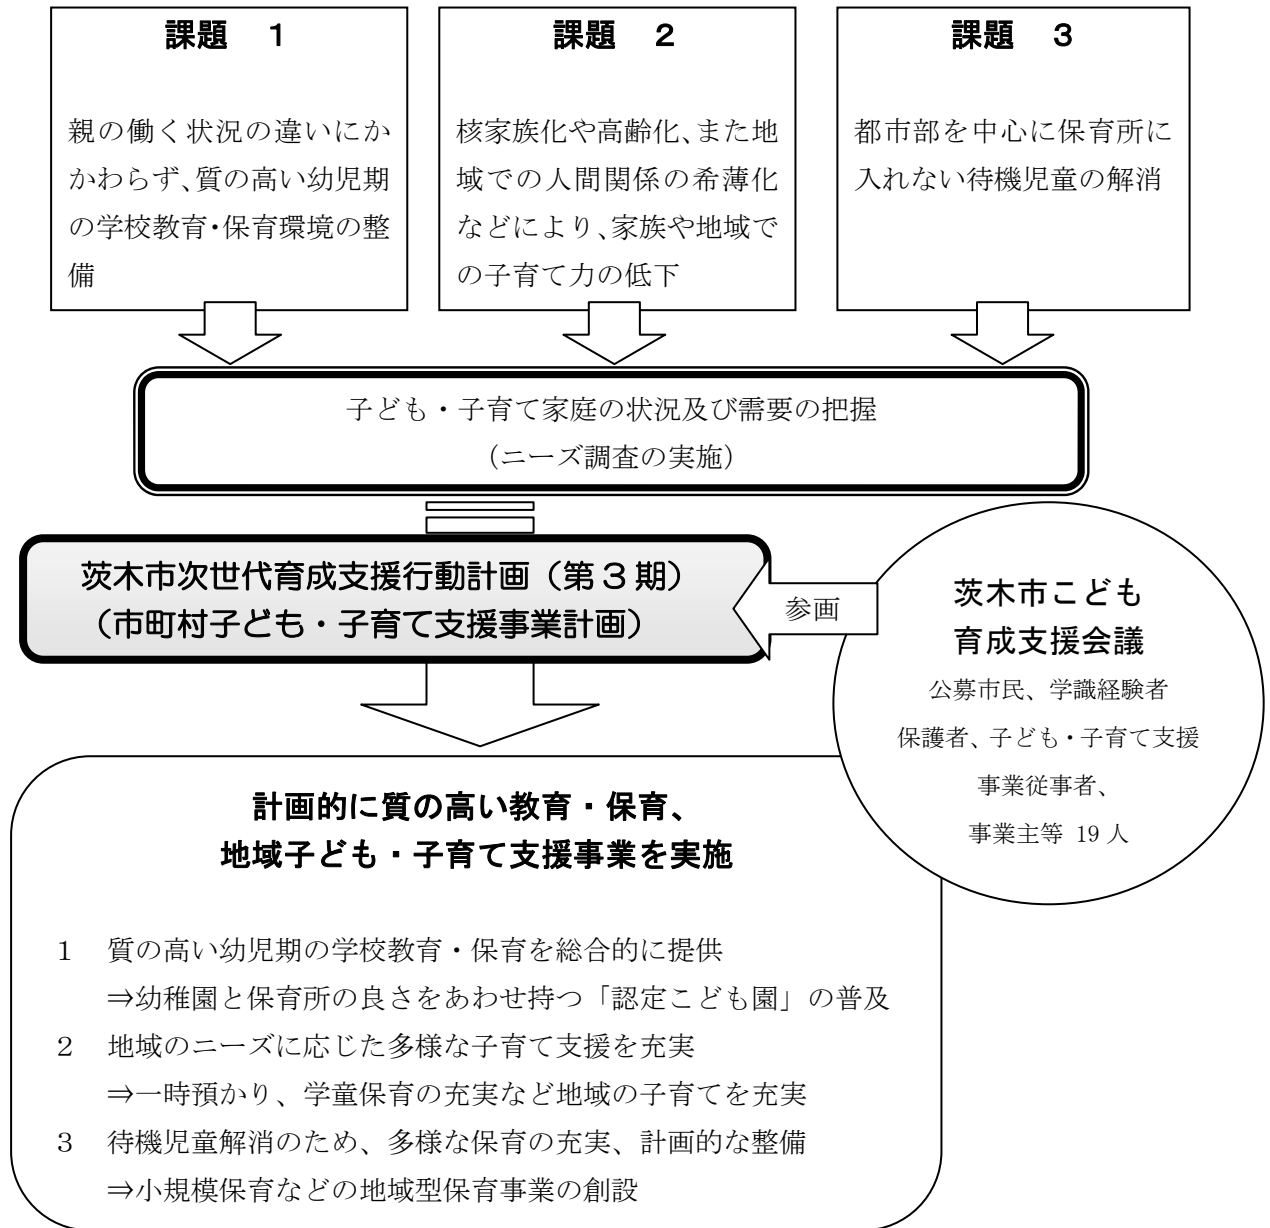 課題　１
親の働く状況の違いにか
かわらず、質の高い幼児期
の学校教育・保育環境の整
備
課題　２
核家族化や高齢化、また地
域での人間関係の希薄化
などにより、家族や地域で
の子育て力の低下
課題　３
都市部を中心に保育所に
入れない待機児童の解消
子ども・子育て家庭の状況及び需要の把握
（ニーズ調査の実施）
茨木市次世代育成支援行動計画（第３期）
（市町村子ども・子育て支援事業計画）
参画
茨木市こども
育成支援会議
公募市民、学識経験者
保護者、子ども・子育て支援
事業従事者、
事業主等 19 人
計画的に質の高い教育・保育、
地域子ども・子育て支援事業を実施
１　質の高い幼児期の学校教育・保育を総合的に提供
⇒幼稚園と保育所の良さをあわせ持つ「認定こども園」の普及
２　地域のニーズに応じた多様な子育て支援を充実
⇒一時預かり、学童保育の充実など地域の子育てを充実
３　待機児童解消のため、多様な保育の充実、計画的な整備
⇒小規模保育などの地域型保育事業の創設